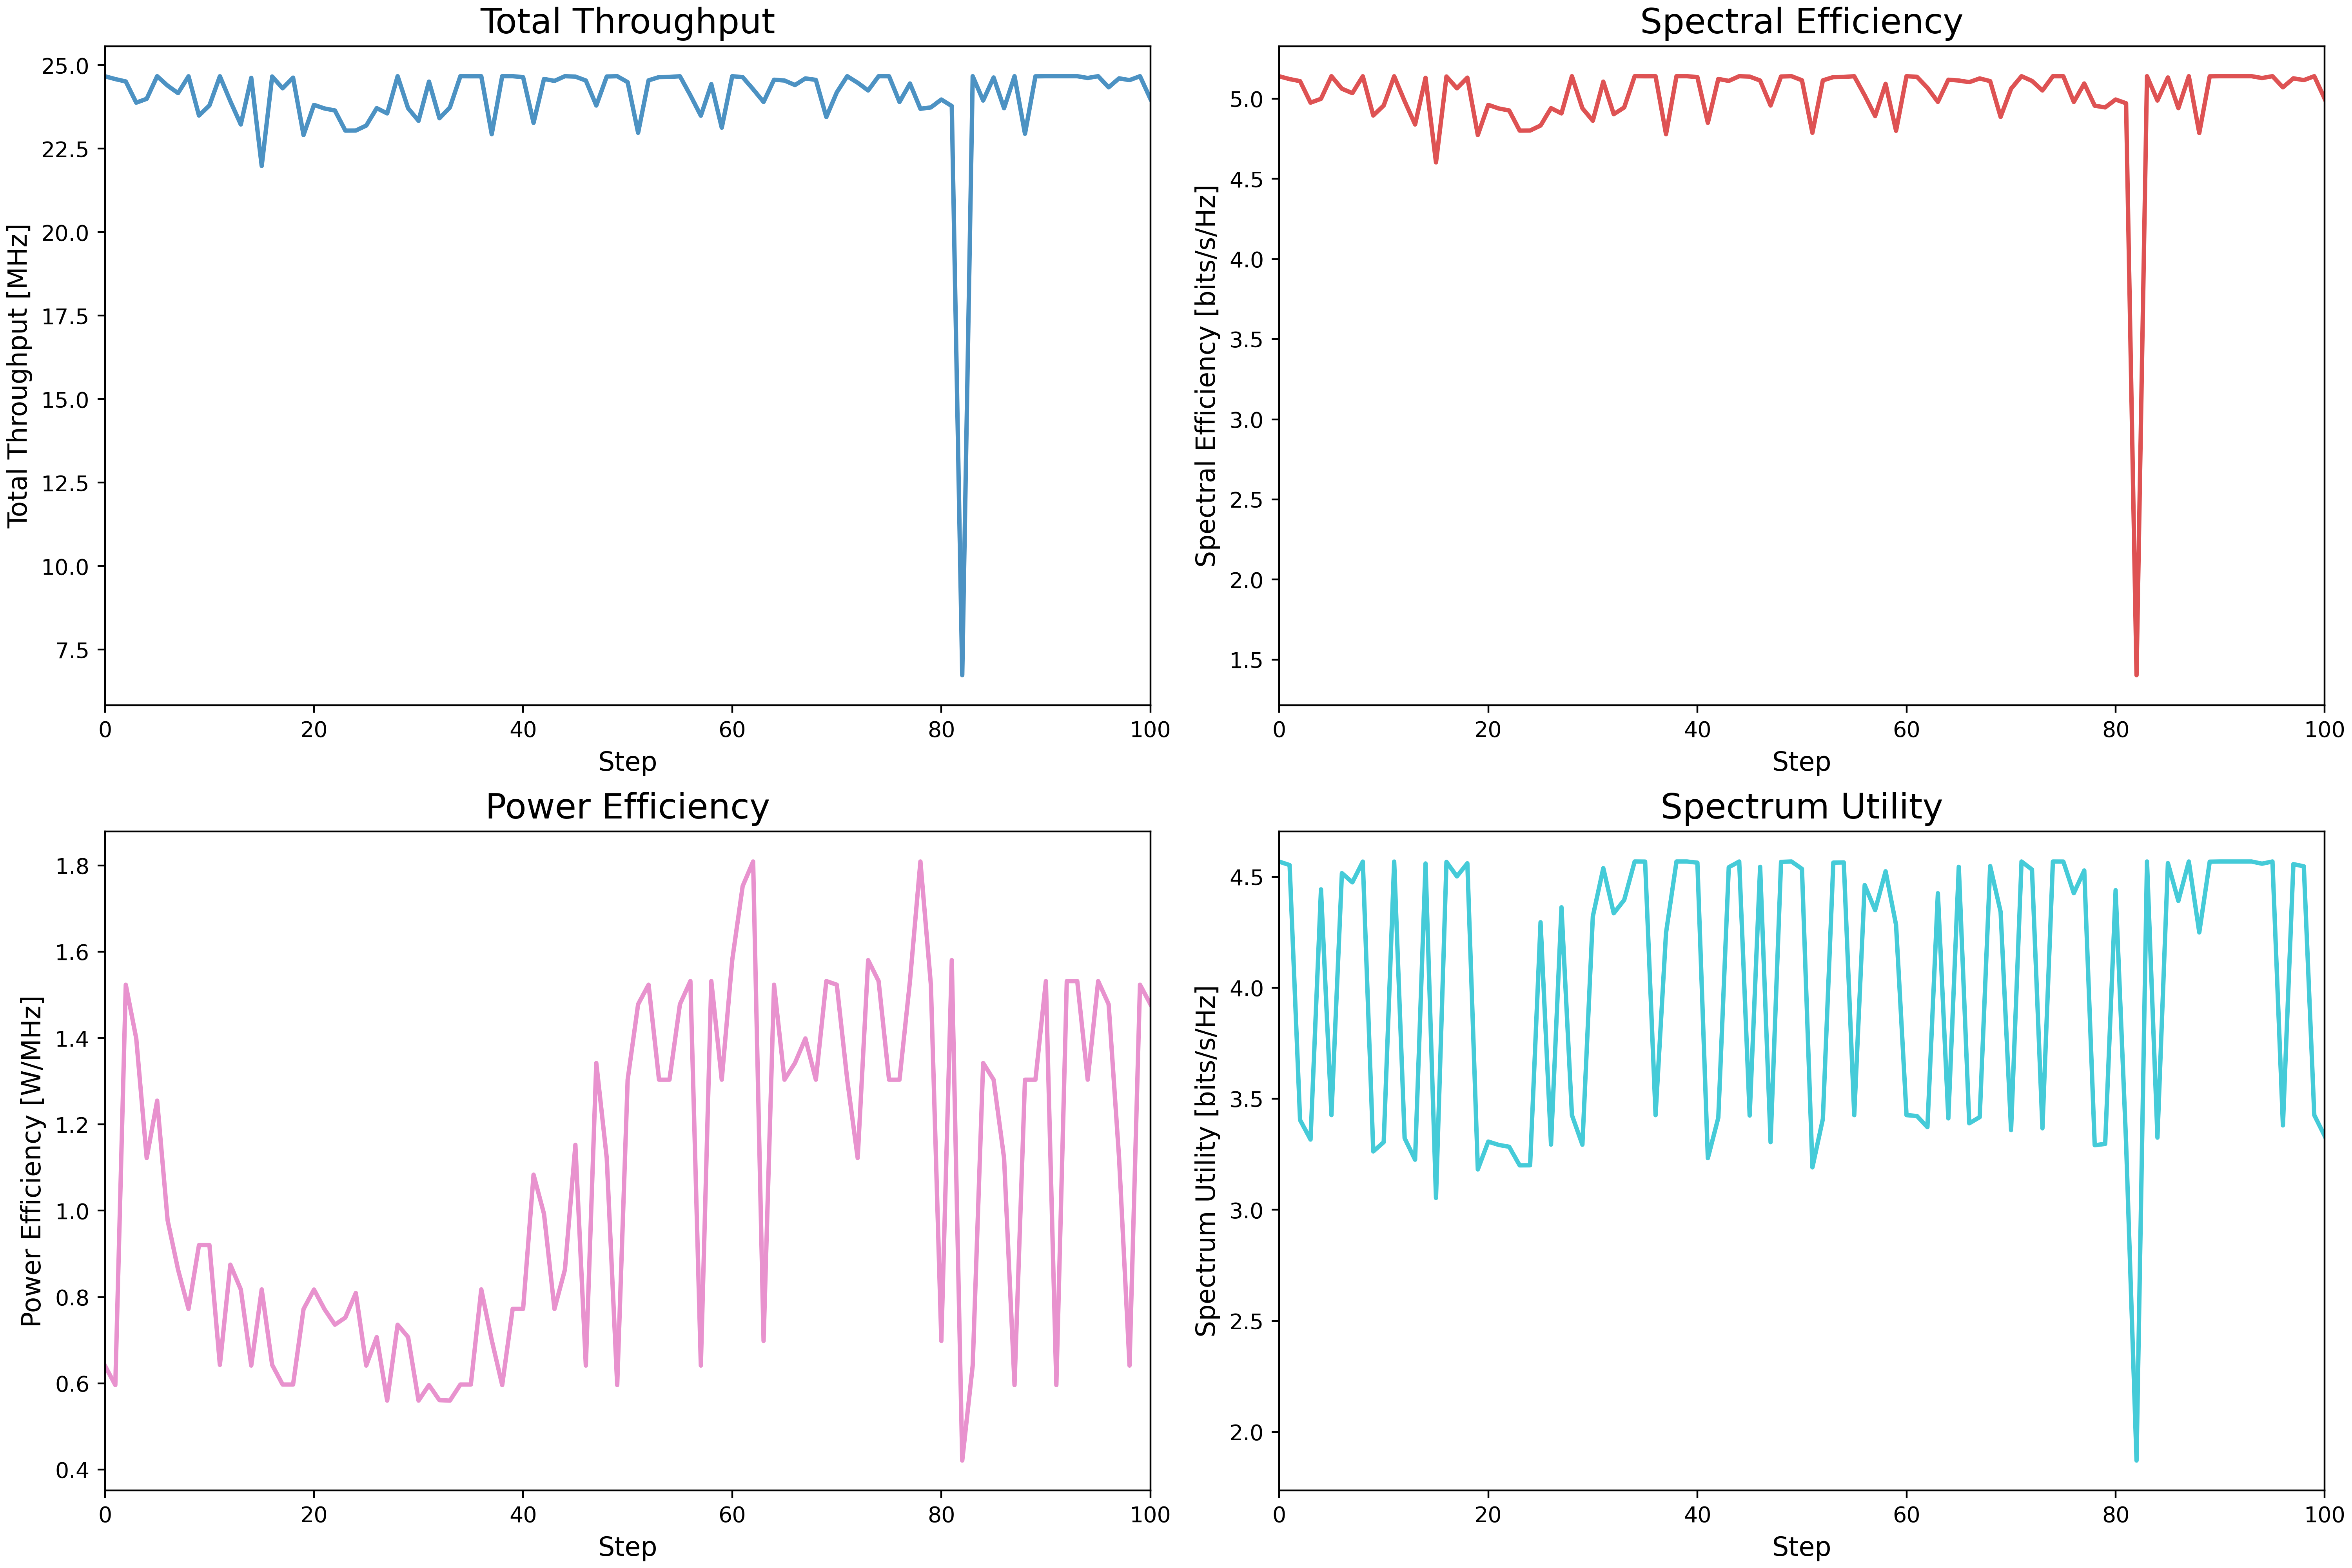 Total Throughput
Total Throughput [MHz]
25.0
22.5
20.0
17.5
15.0
12.5
10.0
7.5
0 20 40 60 80 100
Step
Spectral Efficiency
Spectral Efficiency [bits/s/Hz]
5.0
4.5
4.0
3.5
3.0
2.5
2.0
1.5
0 20 40 60 80 100
Step
Power Efficiency
Power Efficiency [W/MHz]
1.8
1.6
1.4
1.2
1.0
0.8
0.6
0.4
0 20 40 60 80 100
Step
Spectrum Utility
Spectrum Utility [bits/s/Hz]
4.5
4.0
3.5
3.0
2.5
2.0
0 20 40 60 80 100
Step